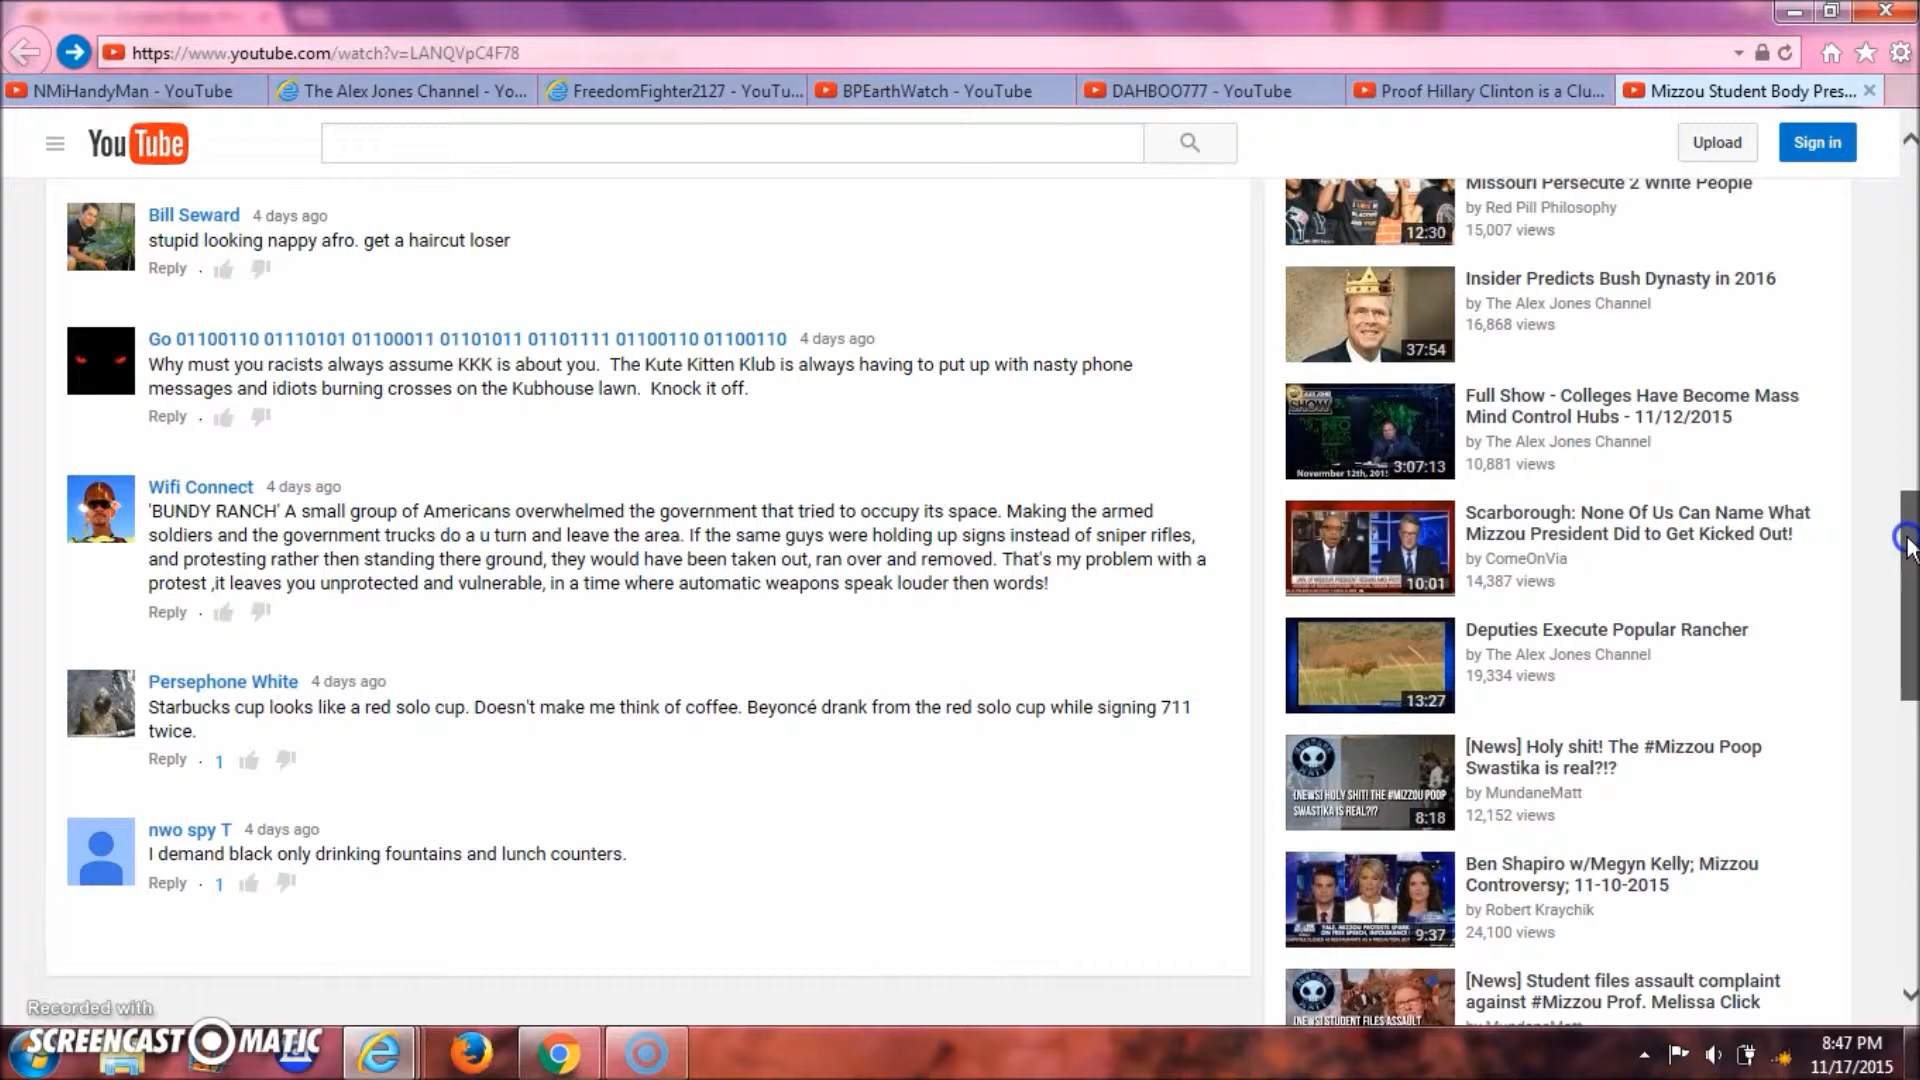 https://www.youtube.com/watch?v=LANQVpC4F78
NMiHandyMan - YouTube
The Alex Jones Channel - Yo...
FreedomFighter2127 - YouTu...
BPEarthWatch - YouTube
DAHBOO777 - YouTube
Proof Hillary Clinton is a Clu...
Mizzou Student Body Pres...
YouTube
Upload
Sign in
Bill Seward 4 days ago
stupid looking nappy afro. get a haircut loser
Reply
Go 01100110 01110101 01100011 01101011 01101111 01100110 01100110 4 days ago
Why must you racists always assume KKK is about you. The Kute Kitten Klub is always having to put up with nasty phone
messages and idiots burning crosses on the Kubhouse lawn. Knock it off.
Reply
Wifi Connect 4 days ago
'BUNDY RANCH' A small group of Americans overwhelmed the government that tried to occupy its space. Making the armed
soldiers and the government trucks do a u turn and leave the area. If the same guys were holding up signs instead of sniper rifles,
and protesting rather then standing there ground, they would have been taken out, ran over and removed. That's my problem with a
protest ,it leaves you unprotected and vulnerable, in a time where automatic weapons speak louder then words!
Reply
Persephone White 4 days ago
Starbucks cup looks like a red solo cup. Doesn't make me think of coffee. Beyoncé drank from the red solo cup while signing 711
twice.
Reply · 1
nwo spy T 4 days ago
I demand black only drinking fountains and lunch counters.
Reply · 1
Missouri Persecute 2 White People
by Red Pill Philosophy
15,007 views
12:30
Insider Predicts Bush Dynasty in 2016
by The Alex Jones Channel
16,868 views
37:54
Full Show - Colleges Have Become Mass
Mind Control Hubs - 11/12/2015
by The Alex Jones Channel
10,881 views
SHOW
November 12th, 201
3:07:13
Scarborough: None Of Us Can Name What
Mizzou President Did to Get Kicked Out!
by ComeOnVia
14,387 views
10:01
Deputies Execute Popular Rancher
by The Alex Jones Channel
19,334 views
13:27
[News] Holy shit! The #Mizzou Poop
Swastika is real?!?
by MundaneMatt
12,152 views
[NEWS] HOLY SHIT! THE #MIZZOU POOP
SWASTIKA IS REAL?!?
8:18
Ben Shapiro w/Megyn Kelly; Mizzou
Controversy; 11-10-2015
by Robert Kraychik
24,100 views
9:37
[News] Student files assault complaint
against #Mizzou Prof. Melissa Click
by MundaneMatt
[NEWS] STUDENT FILES ASSAULT
Recorded with
SCREENCAST MATIC
8:47 PM
11/17/2015